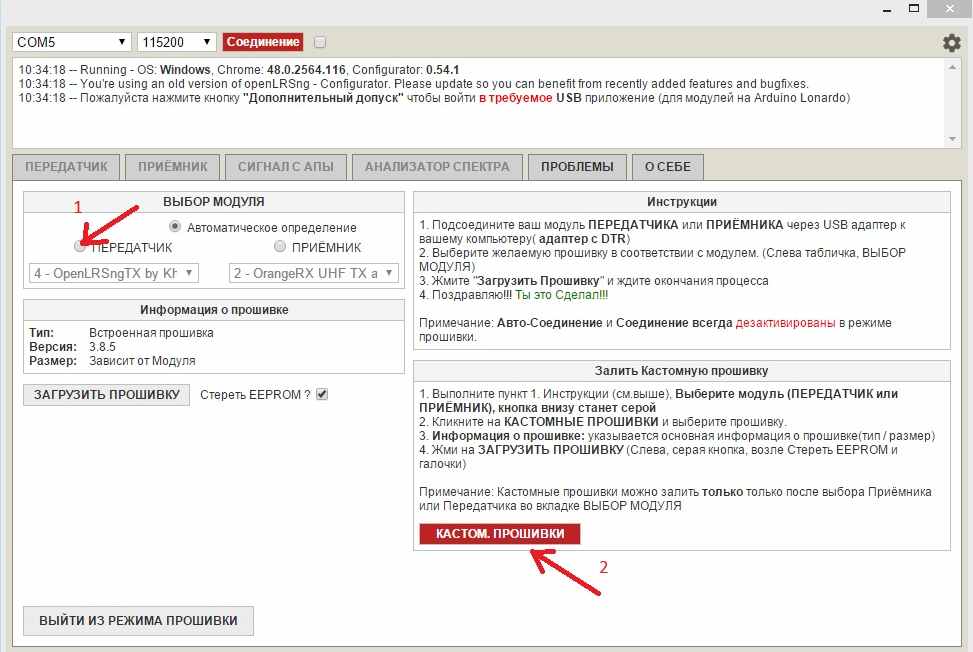 COM5 115200 Соединение
10:34:18 -- Running - OS: Windows, Chrome: 48.0.2564.116, Configurator: 0.54.1
10:34:18 -- You're using an old version of openLRSng - Configurator. Please update so you can benefit from recently added features and bugfixes.
10:34:18 -- Пожалуйста нажмите кнопку "Дополнительный допуск" чтобы войти в требуемое USB приложение (для модулей на Arduino Lonardo)
ПЕРЕДАТЧИК ПРИЁМНИК СИГНАЛ С АПЫ АНАЛИЗАТОР СПЕКТРА ПРОБЛЕМЫ О СЕБЕ
ВЫБОР МОДУЛЯ
1
Автоматическое определение
ПЕРЕДАТЧИК ПРИЁМНИК
4 - OpenLRSngTX by Kh 2 - OrangeRX UHF TX a
Информация о прошивке
Тип: Встроенная прошивка
Версия: 3.8.5
Размер: Зависит от Модуля
ЗАГРУЗИТЬ ПРОШИВКУ Стереть EEPROM ?
Инструкции
1. Подсоедините ваш модуль ПЕРЕДАТЧИКА или ПРИЁМНИКА через USB адаптер к
вашему компьютеру( адаптер с DTR)
2. Выберите желаемую прошивку в соответствии с модулем. (Слева табличка, ВЫБОР
МОДУЛЯ)
3. Жмите "Загрузить Прошивку" и ждите окончания процесса
4. Поздравляю!!! Ты это Сделал!!!
Примечание: Авто-Соединение и Соединение всегда дезактивированы в режиме
прошивки.
Залить Кастомную прошивку
1. Выполните пункт 1. Инструкции (см.выше), Выберите модуль (ПЕРЕДАТЧИК или
ПРИЁМНИК), кнопка внизу станет серой
2. Кликните на КАСТОМНЫЕ ПРОШИВКИ и выберите прошивку.
3. Информация о прошивке: указывается основная информация о прошивке(тип / размер)
4. Жми на ЗАГРУЗИТЬ ПРОШИВКУ (Слева, серая кнопка, возле Стереть EEPROM и
галочки)
Примечание: Кастомные прошивки можно залить только только после выбора Приёмника
или Передатчика во вкладке ВЫБОР МОДУЛЯ
КАСТОМ. ПРОШИВКИ
2
ВЫЙТИ ИЗ РЕЖИМА ПРОШИВКИ